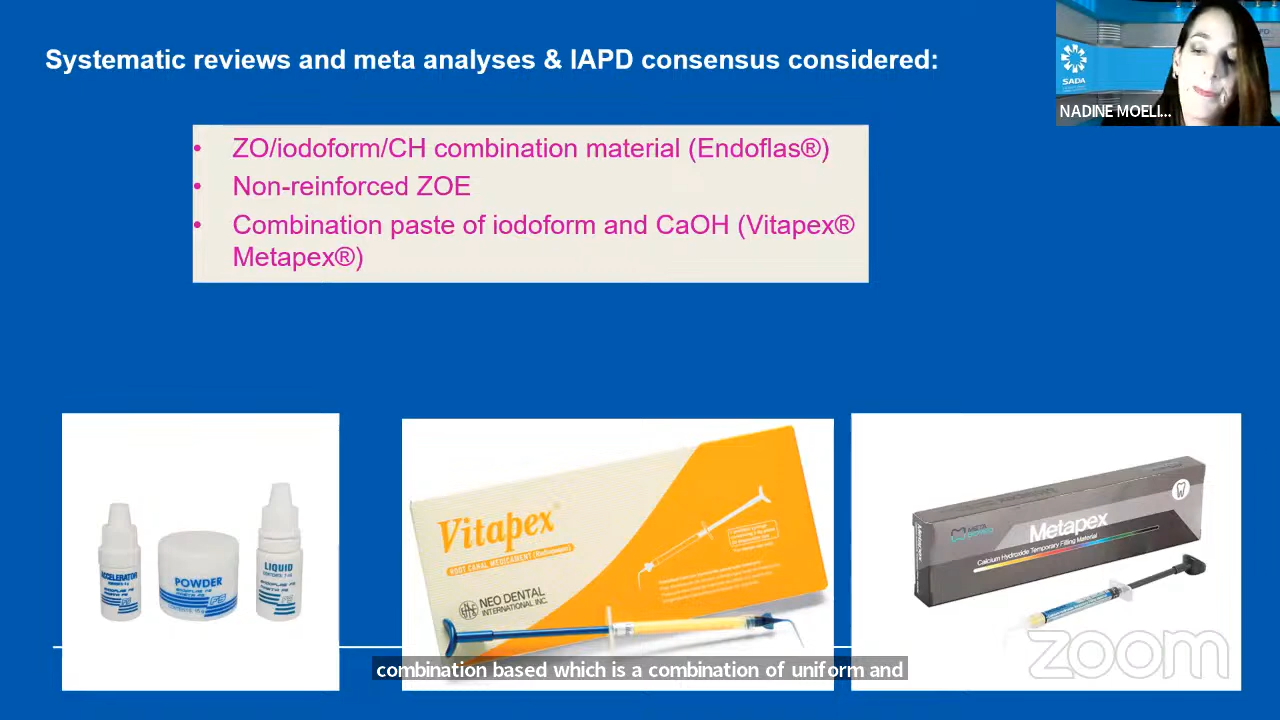 Systematic reviews and meta analyses & IAPD consensus considered:
SADA
NADINE MOELI...
• ZO/iodoform/CH combination material (Endoflas®)
• Non-reinforced ZOE
• Combination paste of iodoform and CaOH (Vitapex®
Metapex®)
ACCELERATOR
POWDER
LIQUID
Vitapex
ROOT CANAL MEDICAMENT
NEO DENTAL
INTERNATIONAL INC.
META
Metapex
Calcium Hydroxide Temporary Filling Material
zoom
combination based which is a combination of uniform and